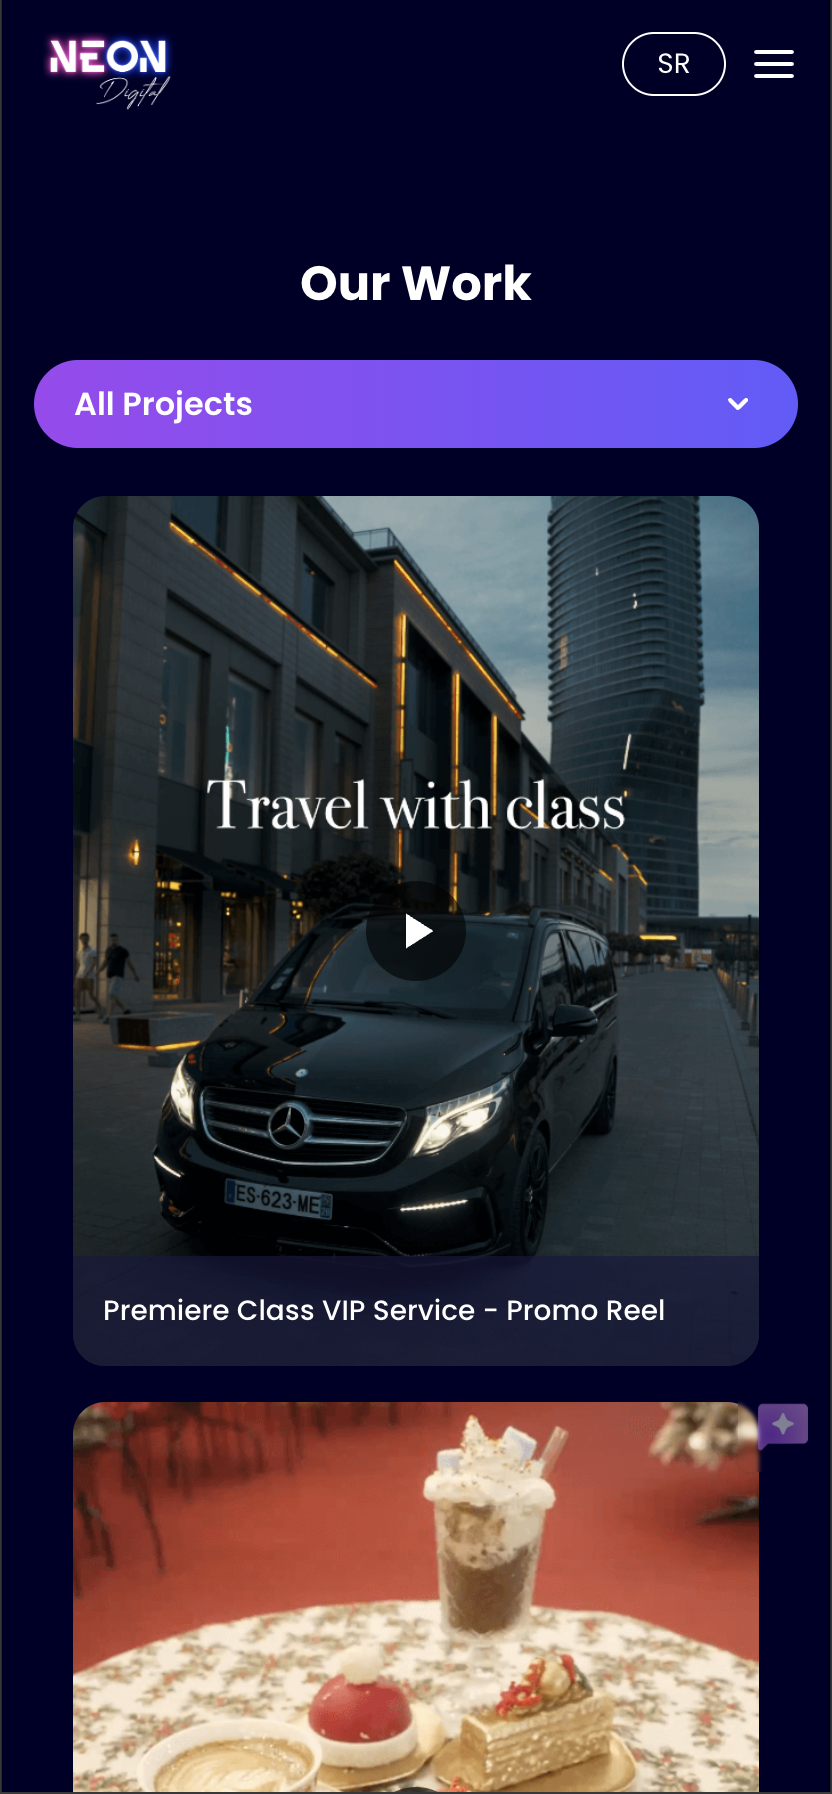 NEON
Digital
SR
Our Work
All Projects
Travel with class
ES-623-ME
Premiere Class VIP Service - Promo Reel